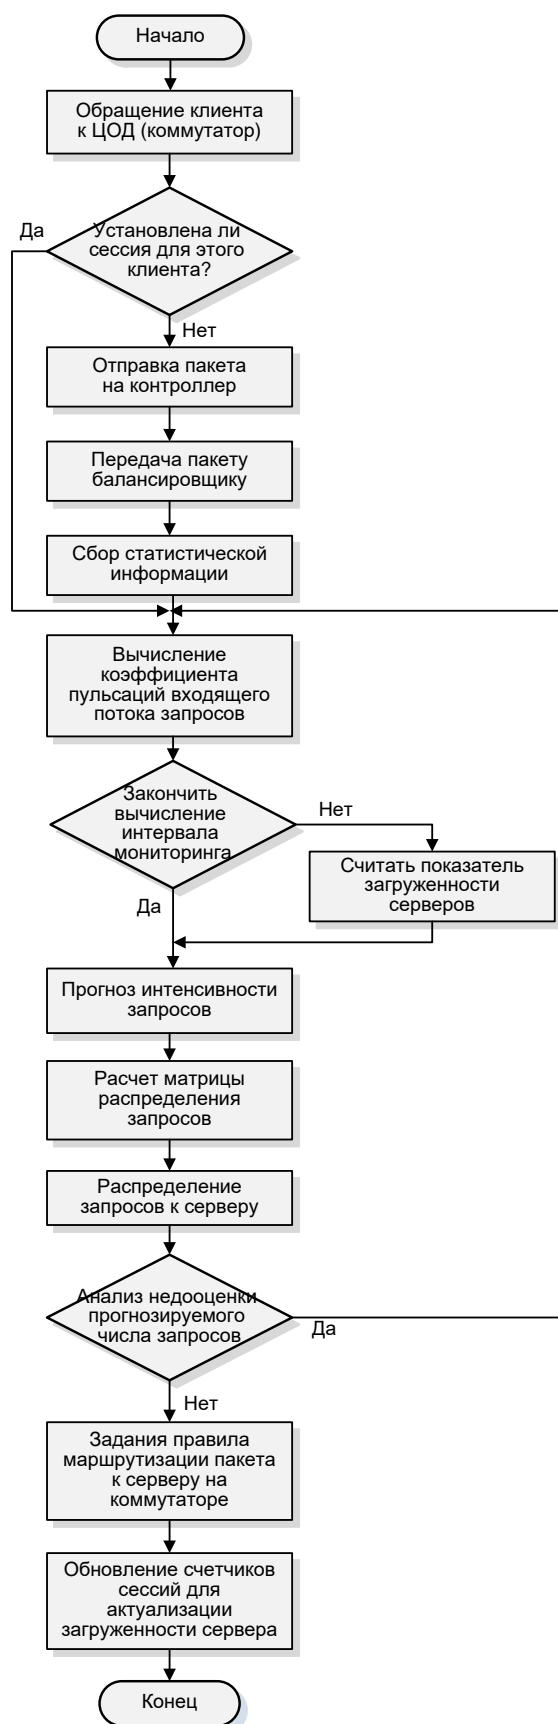 Начало
Обращение клиента
к ЦОД (коммутатор)
Да
Установлена ли
сессия для этого
клиента?
Нет
Отправка пакета
на контроллер
Передача пакету
балансировщику
Сбор статистической
информации
Вычисление
коэффициента
пульсаций входящего
потока запросов
Закончить
вычисление
интервала
мониторинга
Нет
Считать показатель
загруженности
серверов
Да
Прогноз интенсивности
запросов
Расчет матрицы
распределения
запросов
Распределение
запросов к серверу
Анализ недооценки
прогнозируемого
числа запросов
Да
Нет
Задания правила
маршрутизации пакета
к серверу на
коммутаторе
Обновление счетчиков
сессий для
актуализации
загруженности сервера
Конец